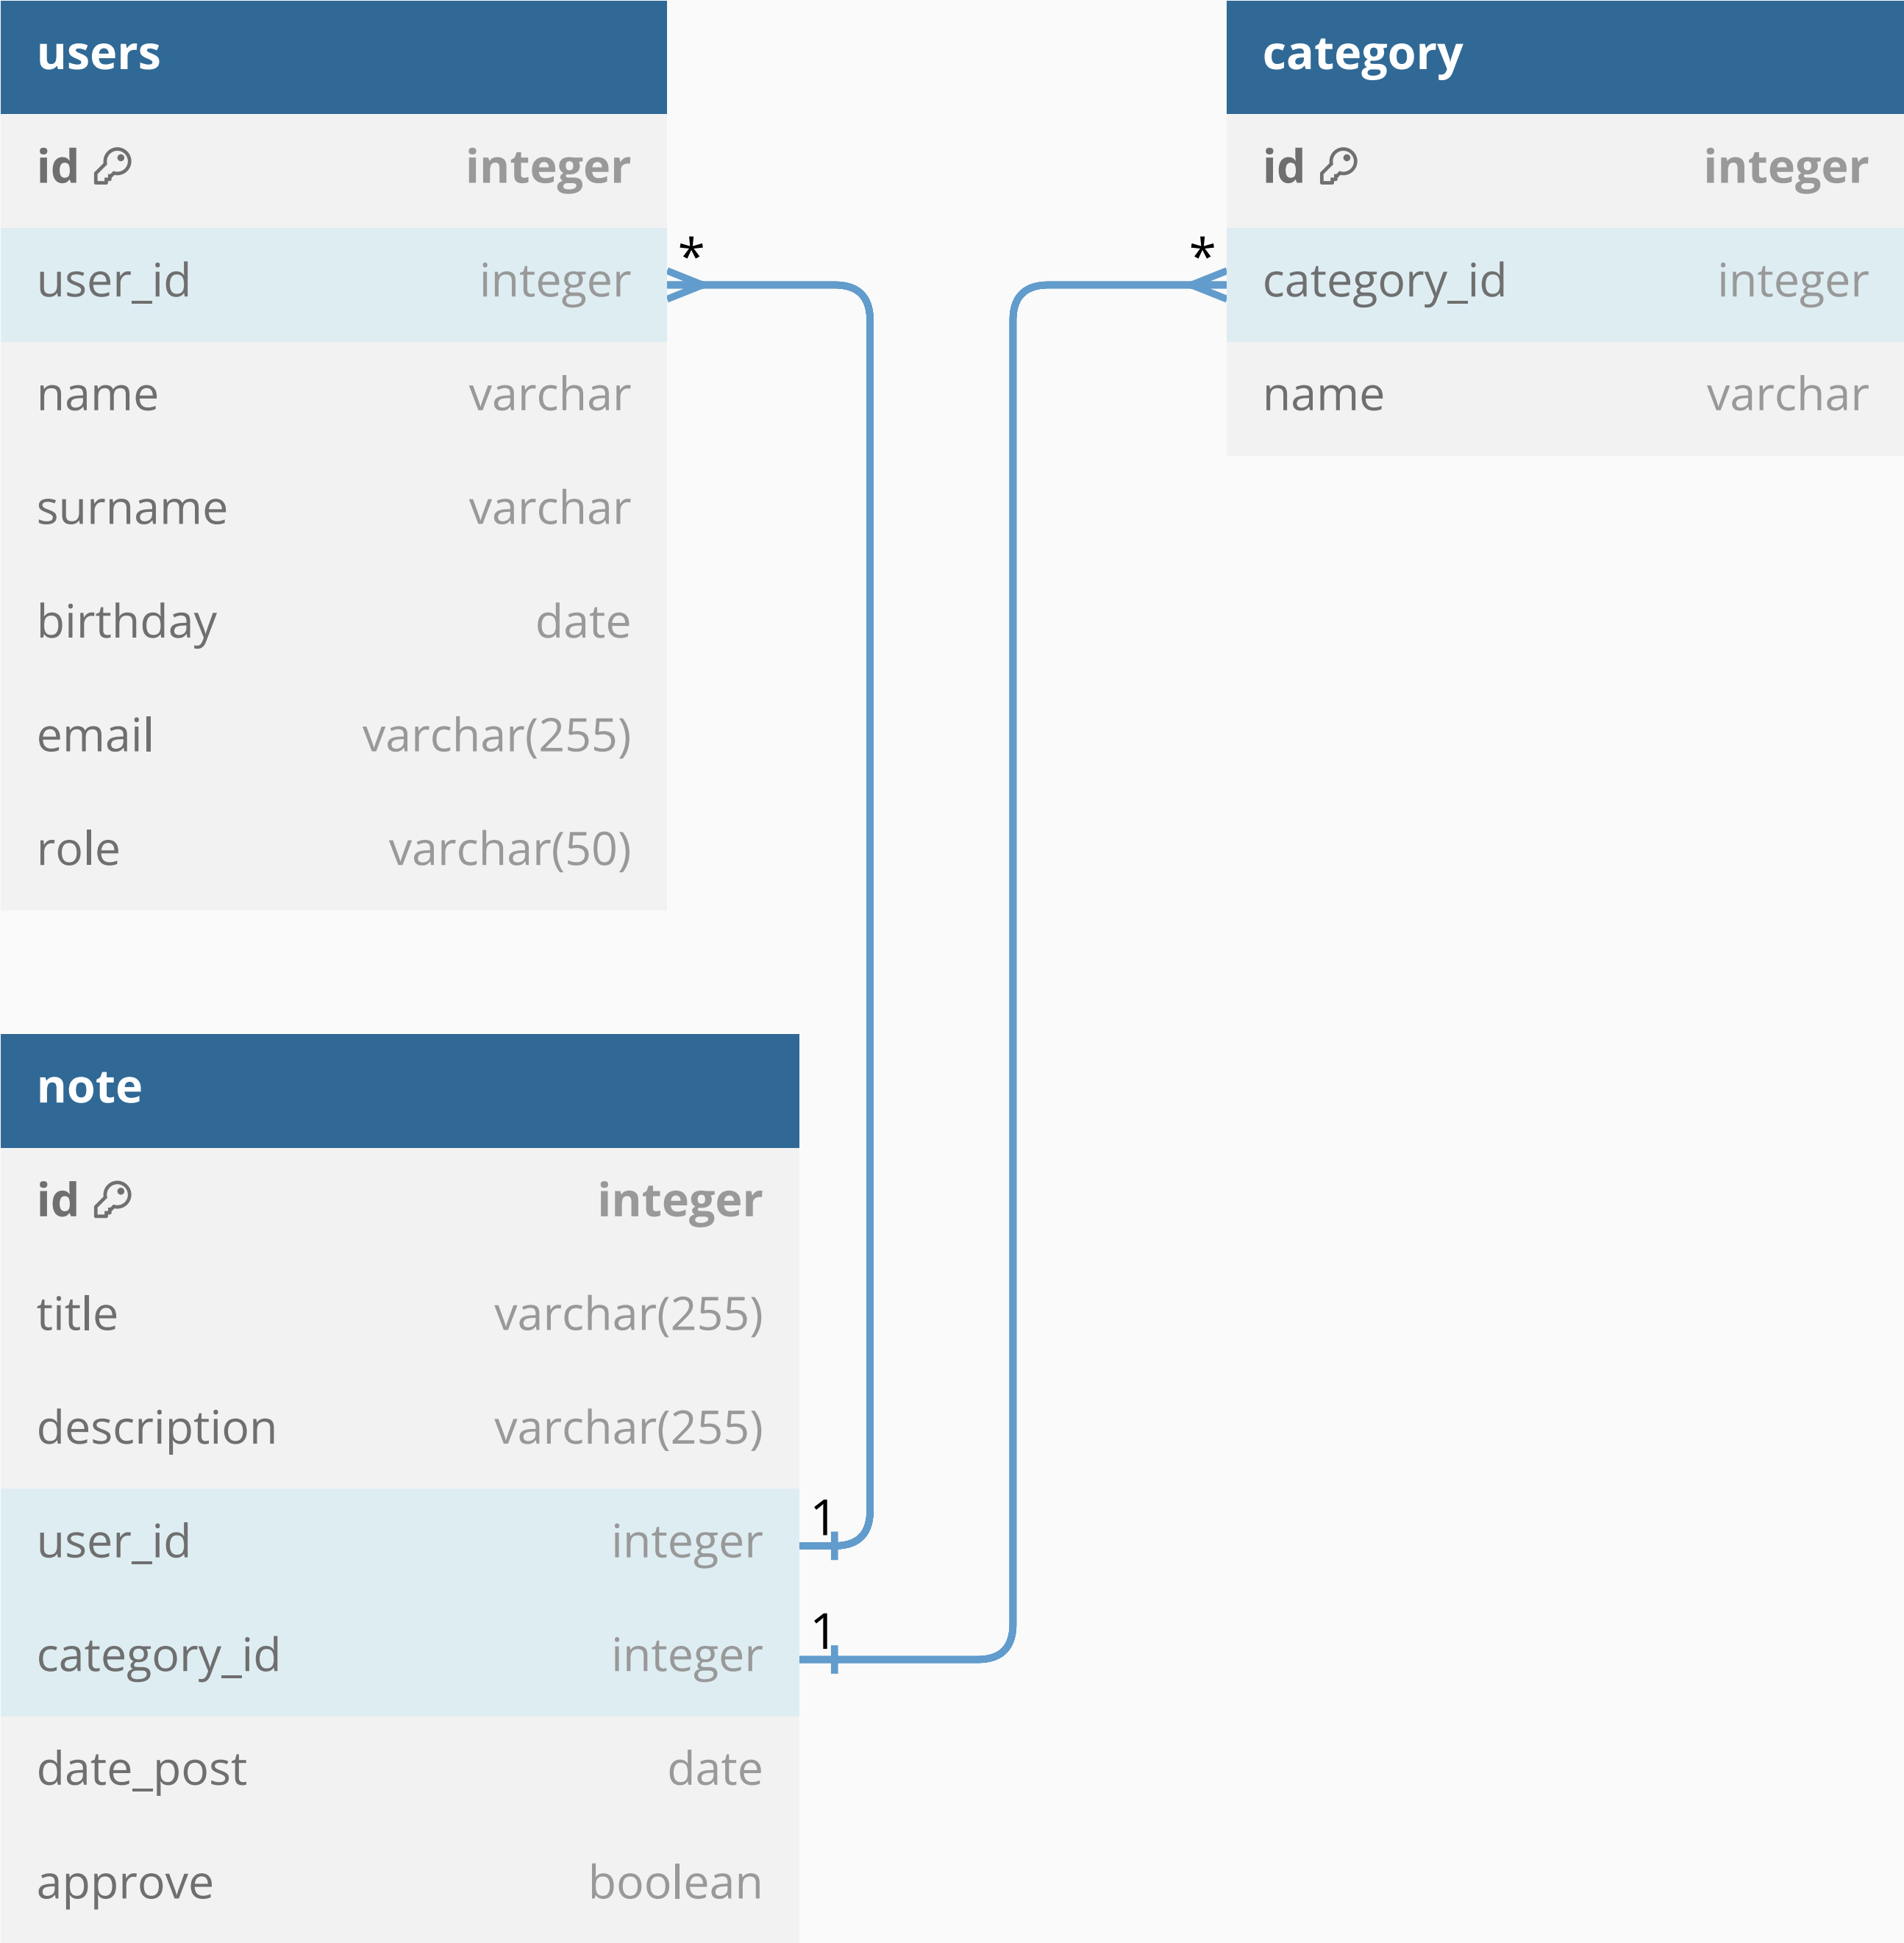 users
id integer
user_id integer
name varchar
surname varchar
birthday date
email varchar(255)
role varchar(50)
*
category
id integer
category_id integer
name varchar
*
note
id integer
title varchar(255)
description varchar(255)
user_id integer
category_id integer
date_post date
approve boolean
1
1